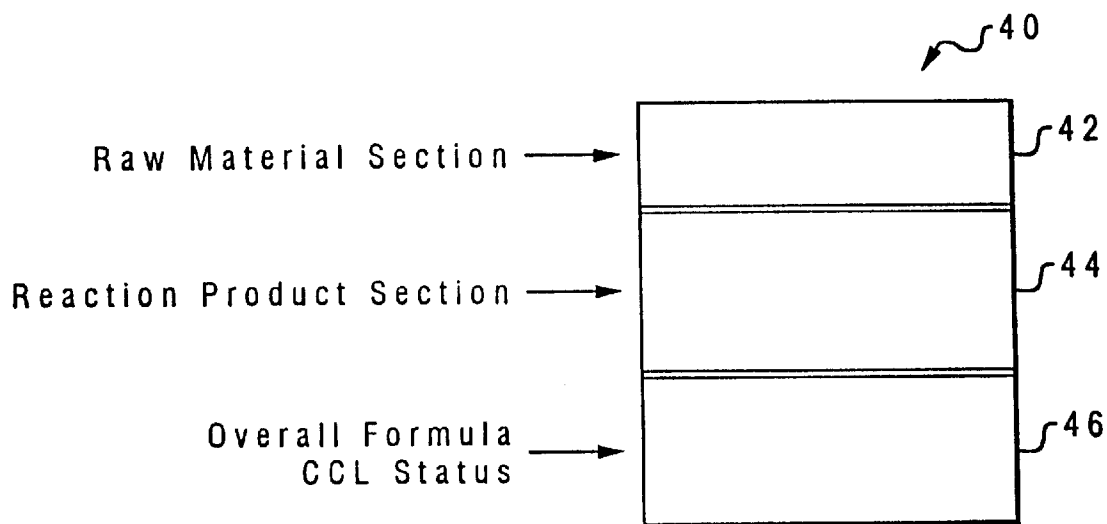 40
Raw Material Section
42
Reaction Product Section
44
Overall Formula
CCL Status
46